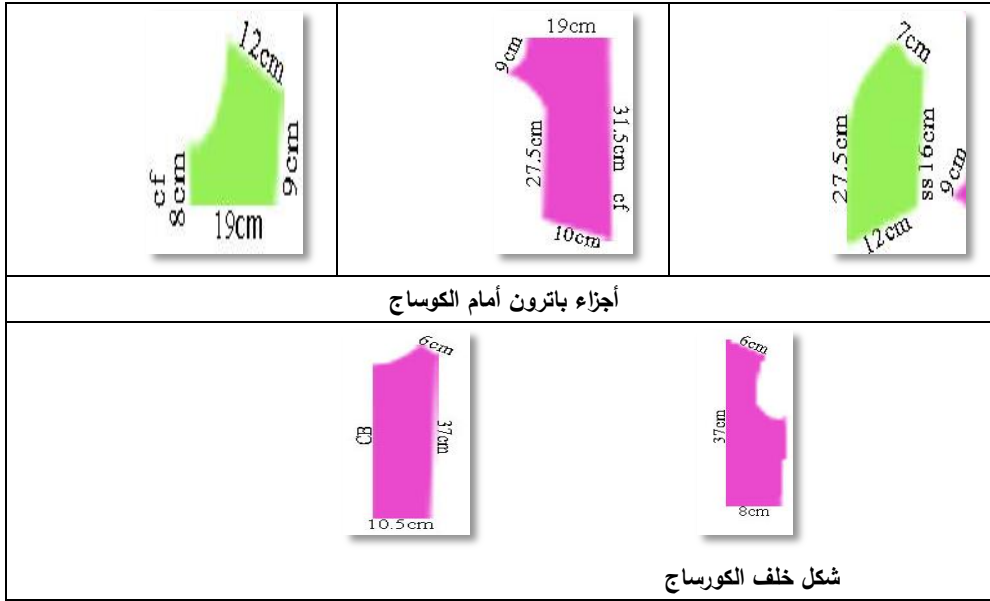 12cm
cf
8cm
9cm
19cm
19cm
9cm
27.5cm
31.5cm cf
10cm
7cm
27.5cm
ss 16cm
9cm
12cm
أجزاء باترون أمام الكوساج
6cm
CB
37cm
10.5cm
6cm
37cm
8cm
شكل خلف الكورساج